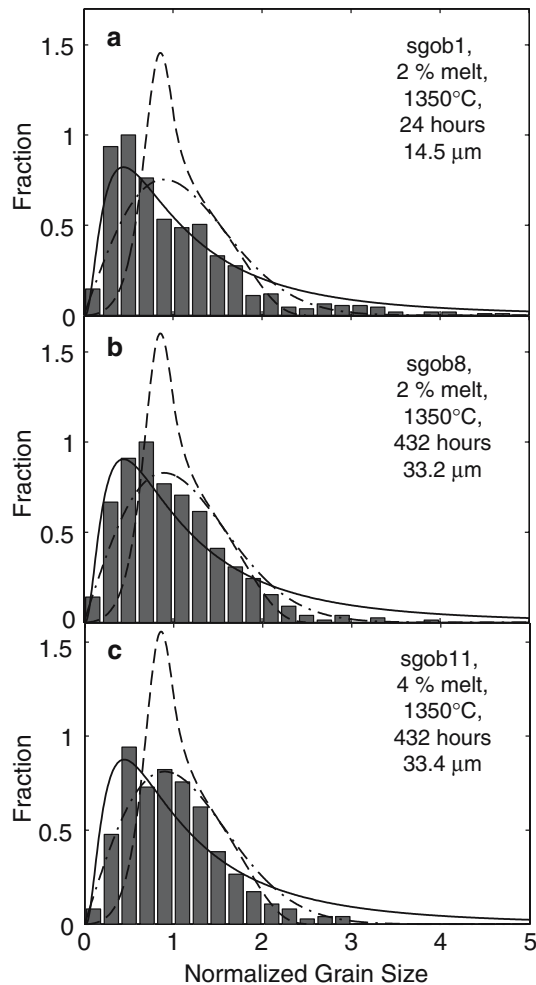 a
sgob1,
2 % melt,
1350°C,
24 hours
14.5 µm
1.5
1
0.5
0
Fraction
b
sgob8,
2 % melt,
1350°C,
432 hours
33.2 µm
1.5
1
0.5
0
Fraction
c
sgob11,
4 % melt,
1350°C,
432 hours
33.4 µm
1.5
1
0.5
0
Fraction
0 1 2 3 4 5
Normalized Grain Size